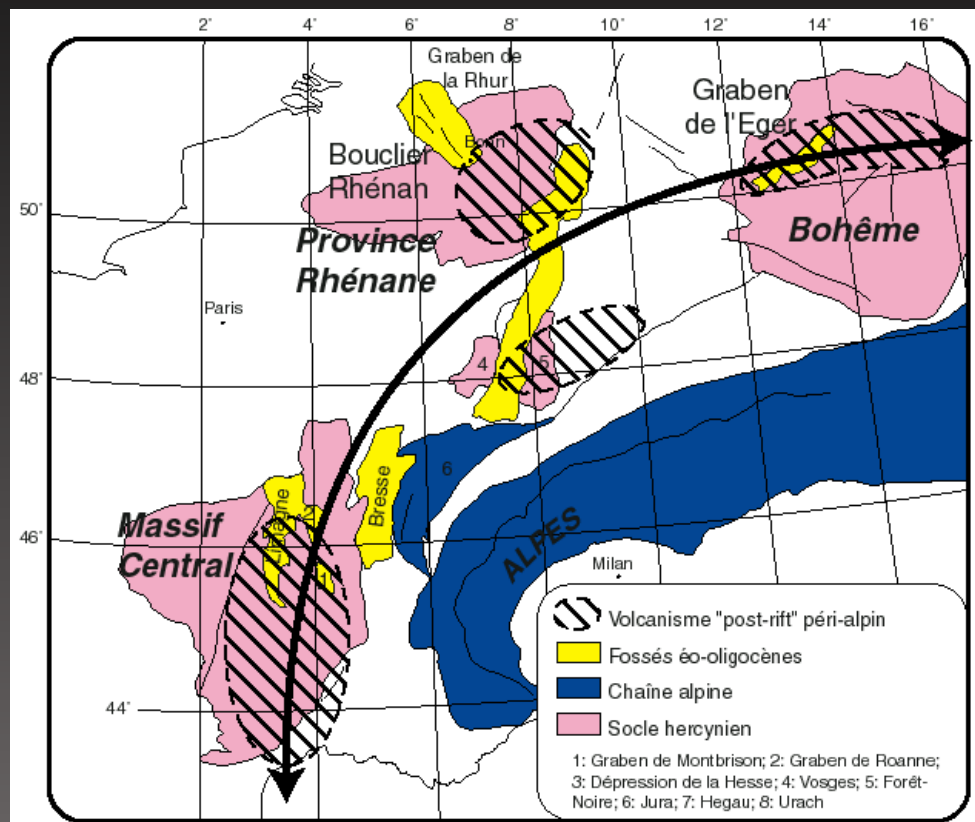 2° 4° 6° 8° 10° 12° 14° 16°
Graben de
la Rhur
Graben
de l'Eger
Bonn
Bouclier
Rhénan
50°
Province
Rhénane
Bohême
Paris
48°
4
5
Bresse
6
Limagne
2
Massif
Central
46°
1
ALPES
Milan
44°
Volcanisme "post-rift" péri-alpin
Fossés éo-oligocènes
Chaîne alpine
Socle hercynien
1: Graben de Montbrison; 2: Graben de Roanne;
3: Dépression de la Hesse; 4: Vosges; 5: Forêt-
Noire; 6: Jura; 7: Hegau; 8: Urach